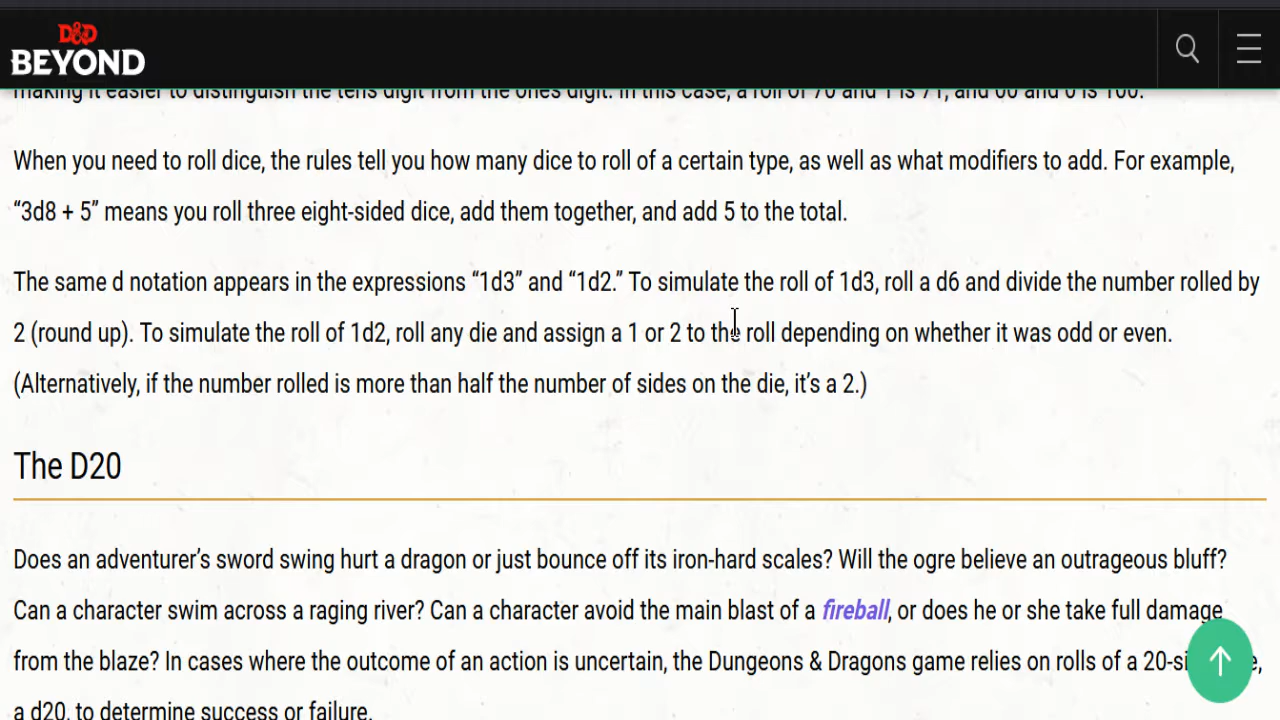 D&D
BEYOND
making it easier to distinguish the tens digit from the ones digit. In this case, a roll of 70 and 1 is 71, and 00 and 0 is 100.
When you need to roll dice, the rules tell you how many dice to roll of a certain type, as well as what modifiers to add. For example,
“3d8 + 5” means you roll three eight-sided dice, add them together, and add 5 to the total.
The same d notation appears in the expressions “1d3” and “1d2.” To simulate the roll of 1d3, roll a d6 and divide the number rolled by
2 (round up). To simulate the roll of 1d2, roll any die and assign a 1 or 2 to the roll depending on whether it was odd or even.
(Alternatively, if the number rolled is more than half the number of sides on the die, it’s a 2.)
The D20
Does an adventurer’s sword swing hurt a dragon or just bounce off its iron-hard scales? Will the ogre believe an outrageous bluff?
Can a character swim across a raging river? Can a character avoid the main blast of a fireball, or does he or she take full damage
from the blaze? In cases where the outcome of an action is uncertain, the Dungeons & Dragons game relies on rolls of a
a d20, to determine success or failure.